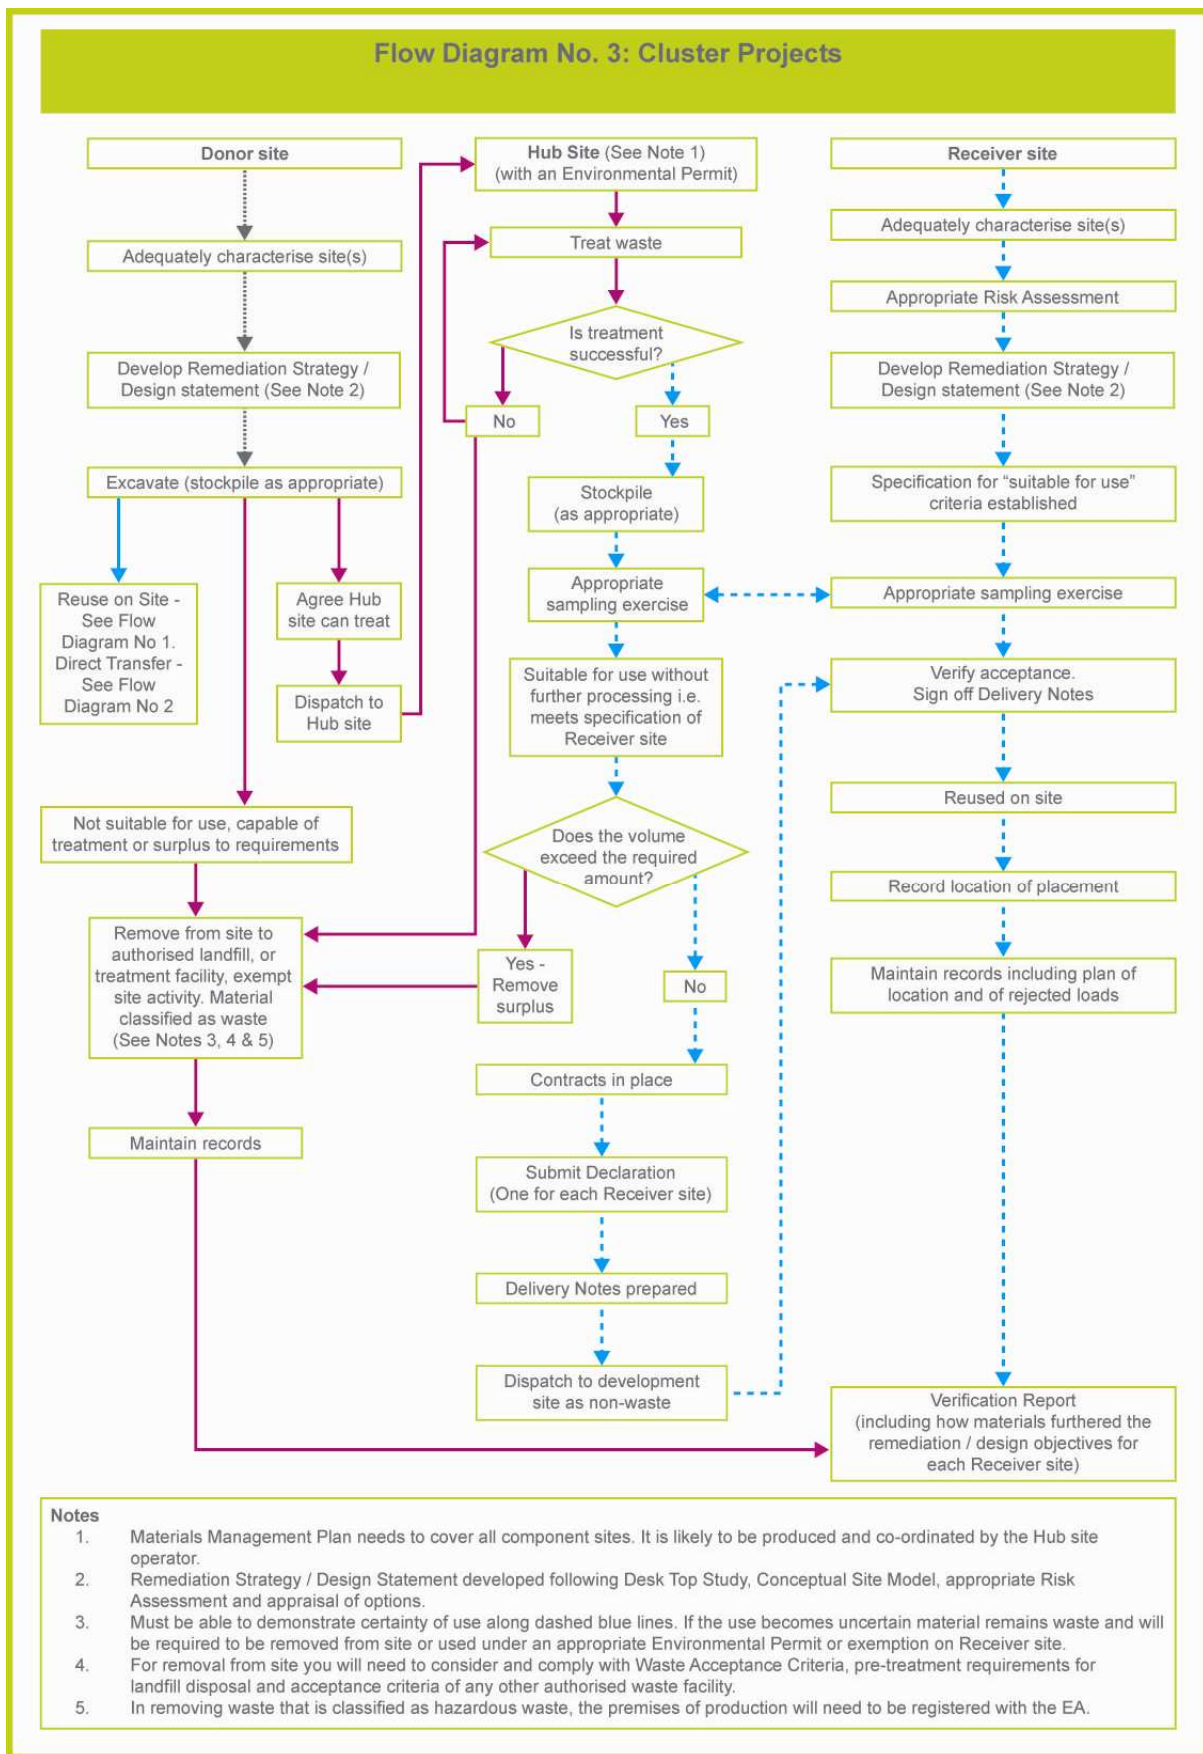 Flow Diagram No. 3: Cluster Projects
Donor site
Adequately characterise site(s)
Develop Remediation Strategy /
Design statement (See Note 2)
Excavate (stockpile as appropriate)
Reuse on Site -
See Flow
Diagram No 1.
Direct Transfer -
See Flow
Diagram No 2
Agree Hub
site can treat
Dispatch to
Hub site
Not suitable for use, capable of
treatment or surplus to requirements
Remove from site to
authorised landfill, or
treatment facility, exempt
site activity. Material
classified as waste
(See Notes 3, 4 & 5)
Maintain records
Hub Site (See Note 1)
(with an Environmental Permit)
Treat waste
Is treatment
successful?
No
Yes
Stockpile
(as appropriate)
Appropriate
sampling exercise
Suitable for use without
further processing i.e.
meets specification of
Receiver site
Does the volume
exceed the required
amount?
Yes -
Remove
surplus
No
Contracts in place
Submit Declaration
(One for each Receiver site)
Delivery Notes prepared
Dispatch to development
site as non-waste
Receiver site
Adequately characterise site(s)
Appropriate Risk Assessment
Develop Remediation Strategy /
Design statement (See Note 2)
Specification for “suitable for use”
criteria established
Appropriate sampling exercise
Verify acceptance.
Sign off Delivery Notes
Reused on site
Record location of placement
Maintain records including plan of
location and of rejected loads
Verification Report
(including how materials furthered the
remediation / design objectives for
each Receiver site)
Notes
1. Materials Management Plan needs to cover all component sites. It is likely to be produced and co-ordinated by the Hub site
operator.
2. Remediation Strategy / Design Statement developed following Desk Top Study, Conceptual Site Model, appropriate Risk
Assessment and appraisal of options.
3. Must be able to demonstrate certainty of use along dashed blue lines. If the use becomes uncertain material remains waste and will
be required to be removed from site or used under an appropriate Environmental Permit or exemption on Receiver site.
4. For removal from site you will need to consider and comply with Waste Acceptance Criteria, pre-treatment requirements for
landfill disposal and acceptance criteria of any other authorised waste facility.
5. In removing waste that is classified as hazardous waste, the premises of production will need to be registered with the EA.